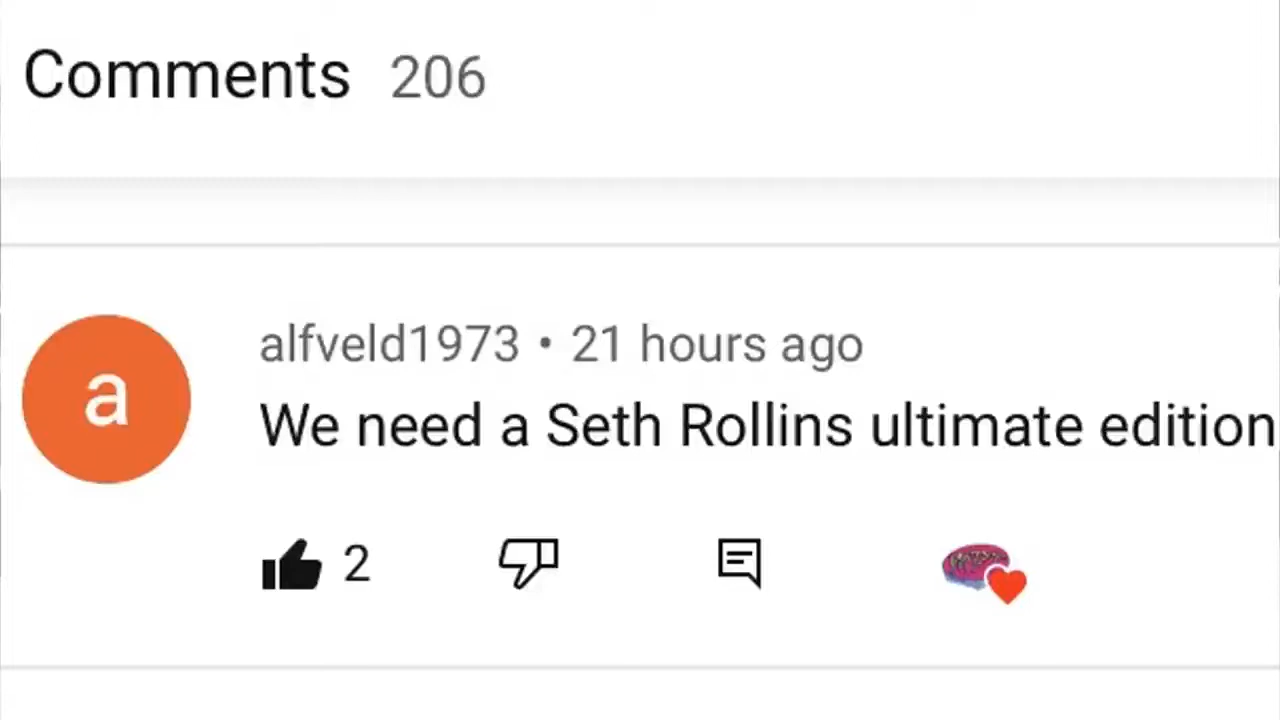 Comments 206
a
alfveld1973 • 21 hours ago
We need a Seth Rollins ultimate edition
2